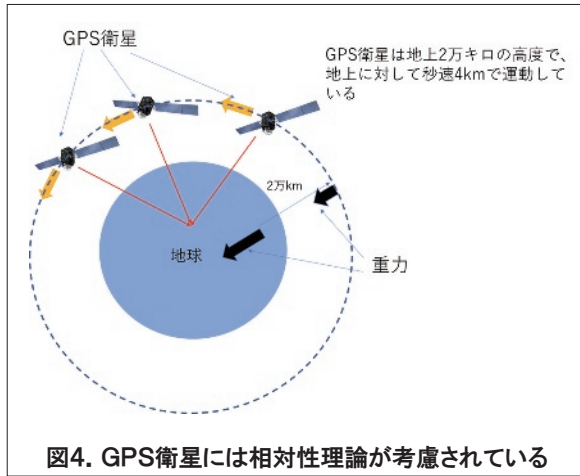 GPS衛星
GPS衛星は地上2万キロの高度で、
地上に対して秒速4kmで運動して
いる
2万km
地球
重力
図4. GPS衛星には相対性理論が考慮されている